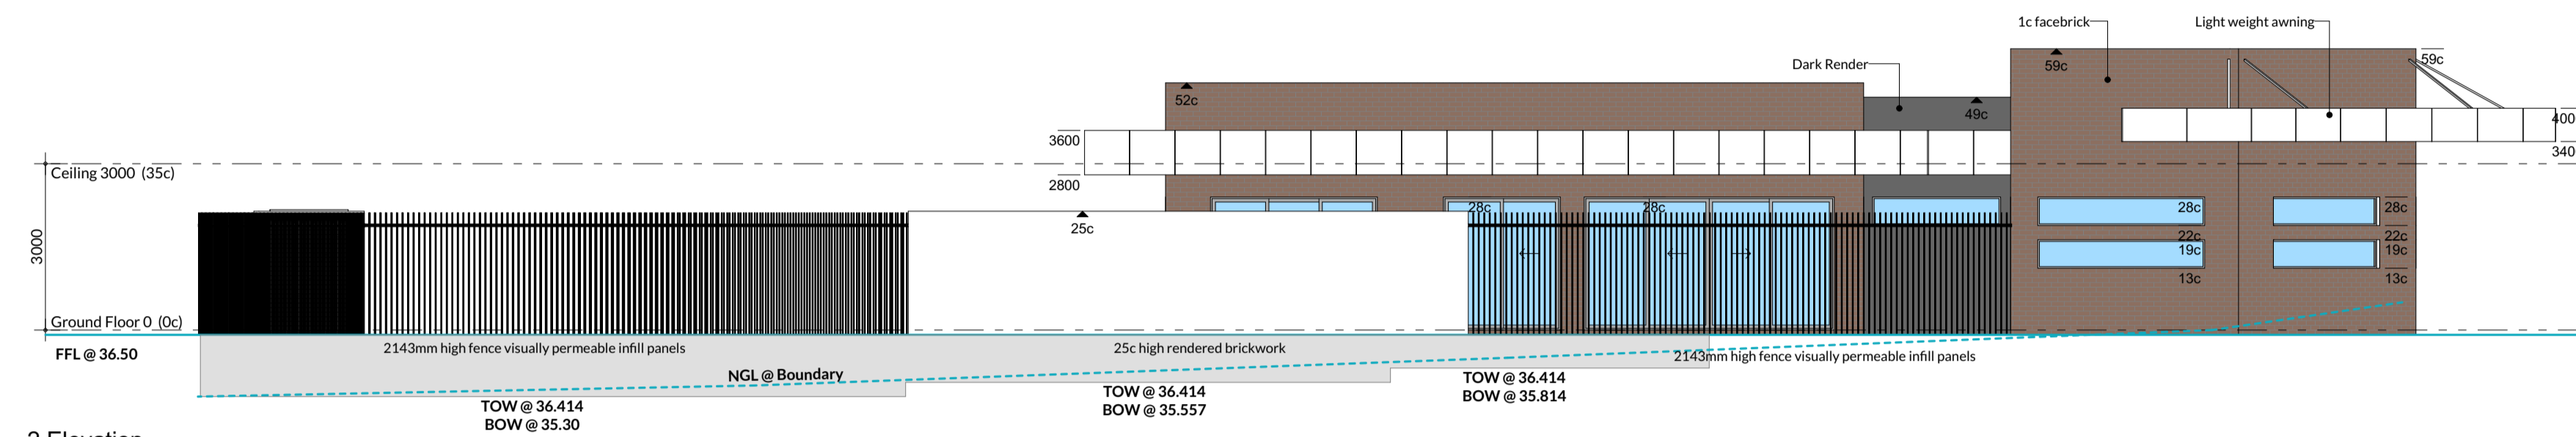 1c facebrick
Light weight awning
Dark Render
59c
59c
52c
49c
3600
400
340
Ceiling 3000 (35c)
2800
28c
28c
28c
28c
25c
22c
22c
19c
19c
13c
13c
3000
Ground Floor 0 (0c)
FFL @ 36.50
2143mm high fence visually permeable infill panels
25c high rendered brickwork
2143mm high fence visually permeable infill panels
NGL @ Boundary
TOW @ 36.414
BOW @ 35.30
TOW @ 36.414
BOW @ 35.557
TOW @ 36.414
BOW @ 35.814
2 Elevation